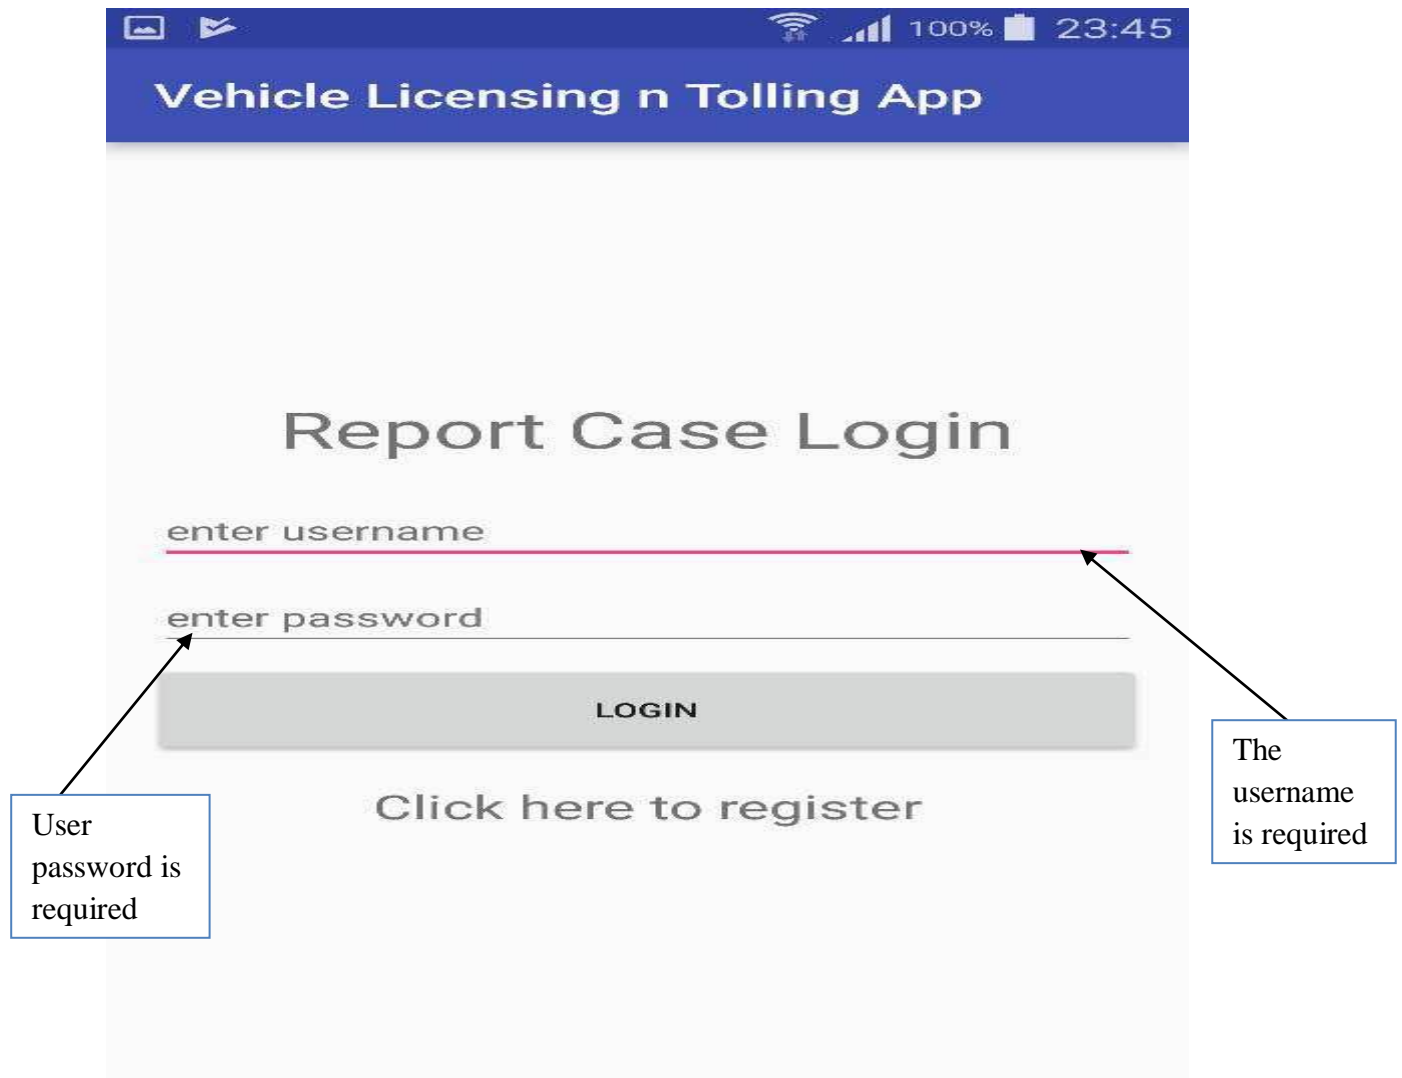 100% 23:45
Vehicle Licensing n Tolling App
Report Case Login
enter username
enter password
LOGIN
Click here to register
The
username
is required
User
password is
required